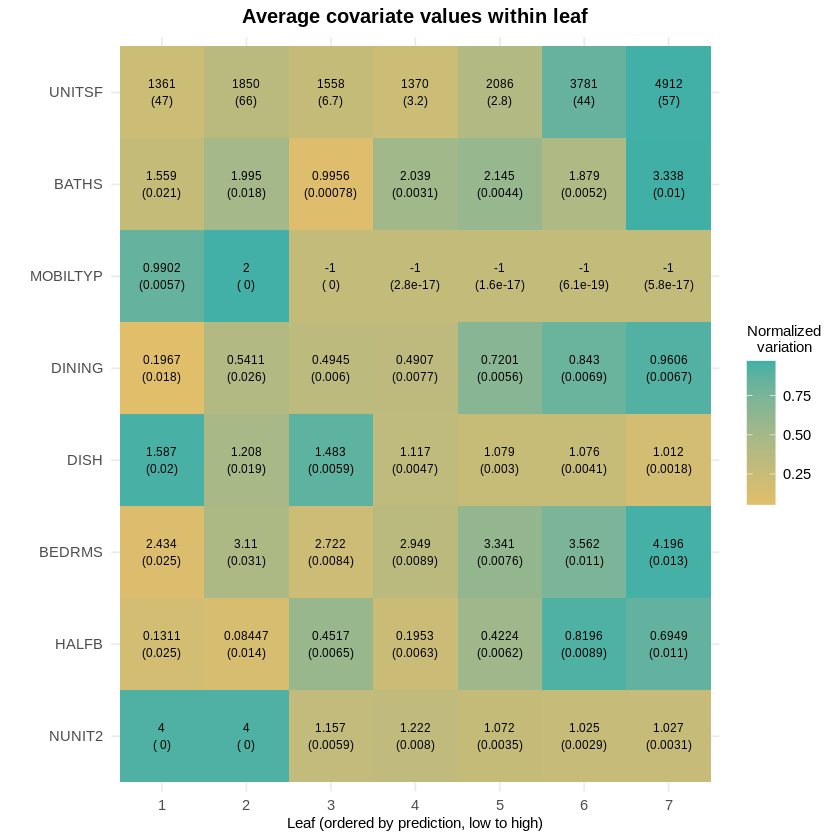 Average covariate values within leaf
UNITSF
1361 1850 1558 1370 2086 3781 4912
(47) (66) (6.7) (3.2) (2.8) (44) (57)
BATHS
1.559 1.995 0.9956 2.039 2.145 1.879 3.338
(0.021) (0.018) (0.00078) (0.0031) (0.0044) (0.0052) (0.01)
MOBILTYP
0.9902 2 -1 -1 -1 -1 -1
(0.0057) ( 0) ( 0) (2.8e-17) (1.6e-17) (6.1e-19) (5.8e-17)
DINING
0.1967 0.5411 0.4945 0.4907 0.7201 0.843 0.9606
(0.018) (0.026) (0.006) (0.0077) (0.0056) (0.0069) (0.0067)
DISH
1.587 1.208 1.483 1.117 1.079 1.076 1.012
(0.02) (0.019) (0.0059) (0.0047) (0.003) (0.0041) (0.0018)
BEDRMS
2.434 3.11 2.722 2.949 3.341 3.562 4.196
(0.025) (0.031) (0.0084) (0.0089) (0.0076) (0.011) (0.013)
HALFB
0.1311 0.08447 0.4517 0.1953 0.4224 0.8196 0.6949
(0.025) (0.014) (0.0065) (0.0063) (0.0062) (0.0089) (0.011)
NUNIT2
4 4 1.157 1.222 1.072 1.025 1.027
( 0) ( 0) (0.0059) (0.008) (0.0035) (0.0029) (0.0031)
1 2 3 4 5 6 7
Leaf (ordered by prediction, low to high)
Normalized
variation
0.75
0.50
0.25